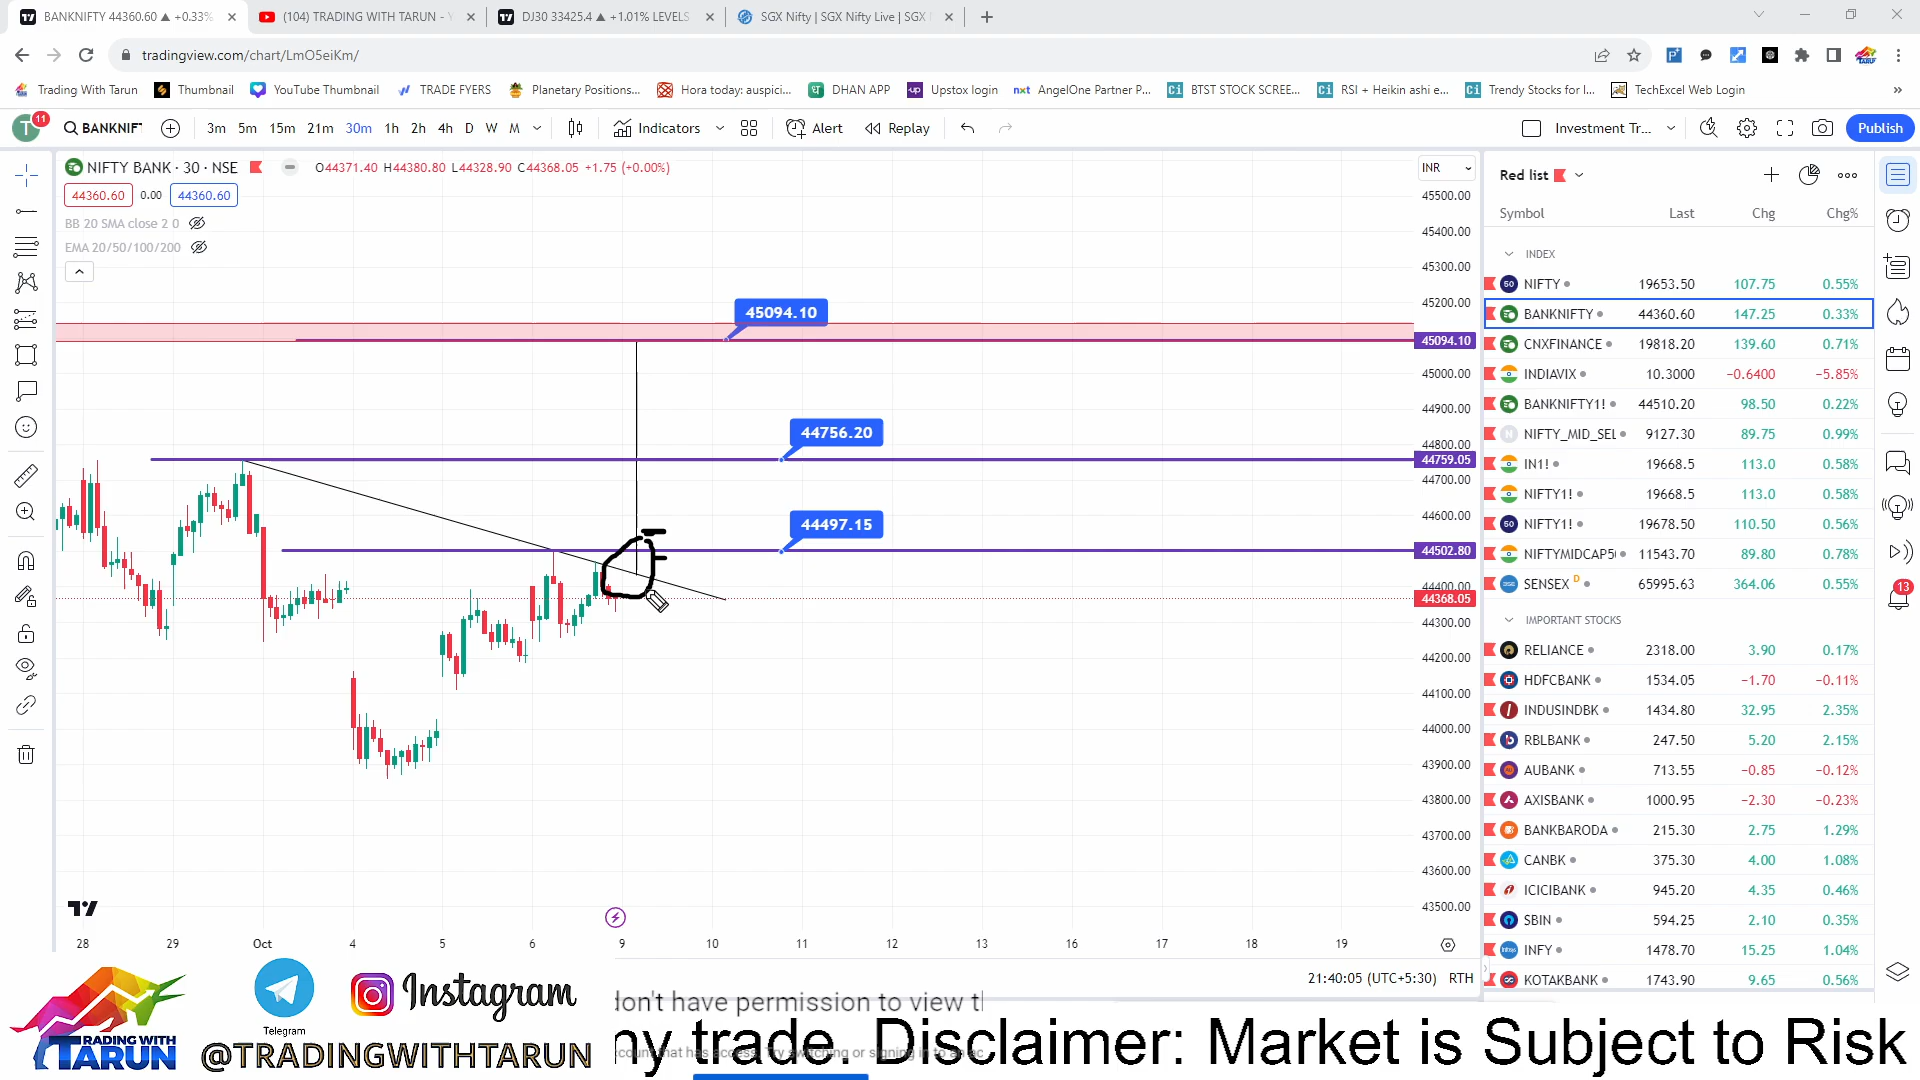 BANKNIFTY 44360.60 ▲ +0.33%
(104) TRADING WITH TARUN - Y
DJ30 33425.4 ▲ +1.01% LEVELS
SGX Nifty | SGX Nifty Live | SGX
tradingview.com/chart/LmO5eiKm/
Trading With Tarun
Thumbnail
YouTube Thumbnail
TRADE FYERS
Planetary Positions...
Hora today: auspici...
DHAN APP
Upstox login
AngelOne Partner P...
BTST STOCK SCREE...
RSI + Heikin ashi e...
Trendy Stocks for I...
TechExcel Web Login
T 11
BANKNIFT
3m 5m 15m 21m 30m 1h 2h 4h D W M
Indicators
Alert
Replay
Investment Tr...
Publish
NIFTY BANK · 30 · NSE
O44371.40 H44380.80 L44328.90 C44368.05 +1.75 (+0.00%)
44360.60 0.00 44360.60
BB 20 SMA close 2 0
EMA 20/50/100/200
INR
45500.00
45400.00
45300.00
45200.00
45094.10
45094.10
45000.00
44900.00
44800.00
44756.20
44759.05
44700.00
44600.00
44497.15
44502.80
44400.00
44368.05
44300.00
44200.00
44100.00
44000.00
43900.00
43800.00
43700.00
43600.00
43500.00
28 29 Oct 4 5 6 9 10 11 12 13 16 17 18 19
21:40:05 (UTC+5:30) RTH
Red list
Symbol Last Chg Chg%
INDEX
NIFTY 19653.50 107.75 0.55%
BANKNIFTY 44360.60 147.25 0.33%
CNXFINANCE 19818.20 139.60 0.71%
INDIAVIX 10.3000 −0.6400 −5.85%
BANKNIFTY1! 44510.20 98.50 0.22%
NIFTY_MID_SEL 9127.30 89.75 0.99%
IN1! 19668.5 113.0 0.58%
NIFTY1! 19668.5 113.0 0.58%
NIFTY1! 19678.50 110.50 0.56%
NIFTYMIDCAP5 11543.70 89.80 0.78%
SENSEX D 65995.63 364.06 0.55%
IMPORTANT STOCKS
RELIANCE 2318.00 3.90 0.17%
HDFCBANK 1534.05 −1.70 −0.11%
INDUSINDBK 1434.80 32.95 2.35%
RBLBANK 247.50 5.20 2.15%
AUBANK 713.55 −0.85 −0.12%
AXISBANK 1000.95 −2.30 −0.23%
BANKBARODA 215.30 2.75 1.29%
CANBK 375.30 4.00 1.08%
ICICIBANK 945.20 4.35 0.46%
SBIN 594.25 2.10 0.35%
INFY 1478.70 15.25 1.04%
KOTAKBANK 1743.90 9.65 0.56%
13
TRADING WITH
TARUN
Telegram
Instagram
@TRADINGWITHTARUN
don't have permission to view
ny trade. Disclaimer: Market is Subject to Risk